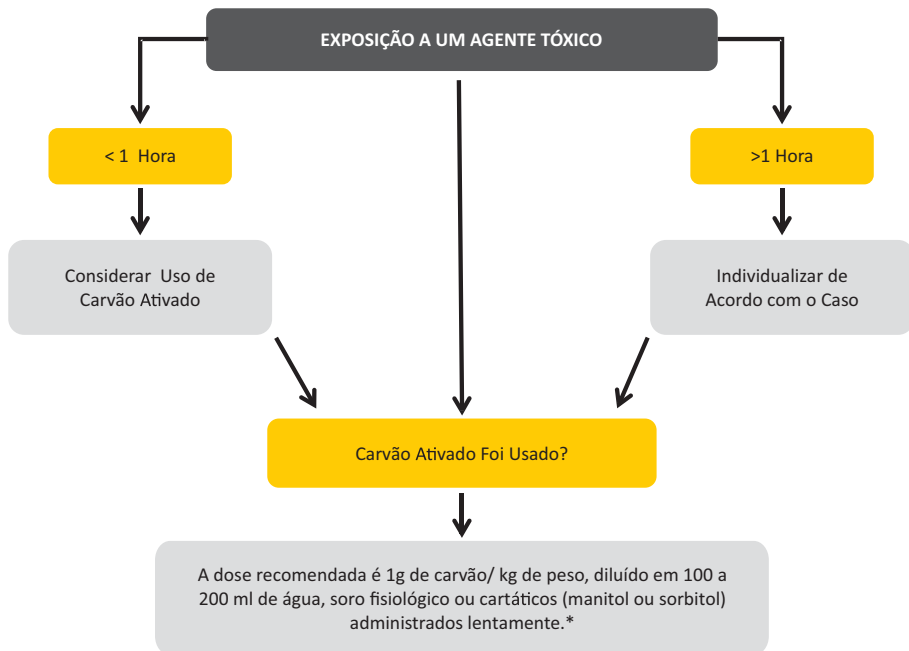 EXPOSIÇÃO A UM AGENTE TÓXICO
< 1 Hora
>1 Hora
Considerar Uso de
Carvão Ativado
Individualizar de
Acordo com o Caso
Carvão Ativado Foi Usado?
A dose recomendada é 1g de carvão/ kg de peso, diluído em 100 a
200 ml de água, soro fisiológico ou cartáticos (manitol ou sorbitol)
administrados lentamente.*